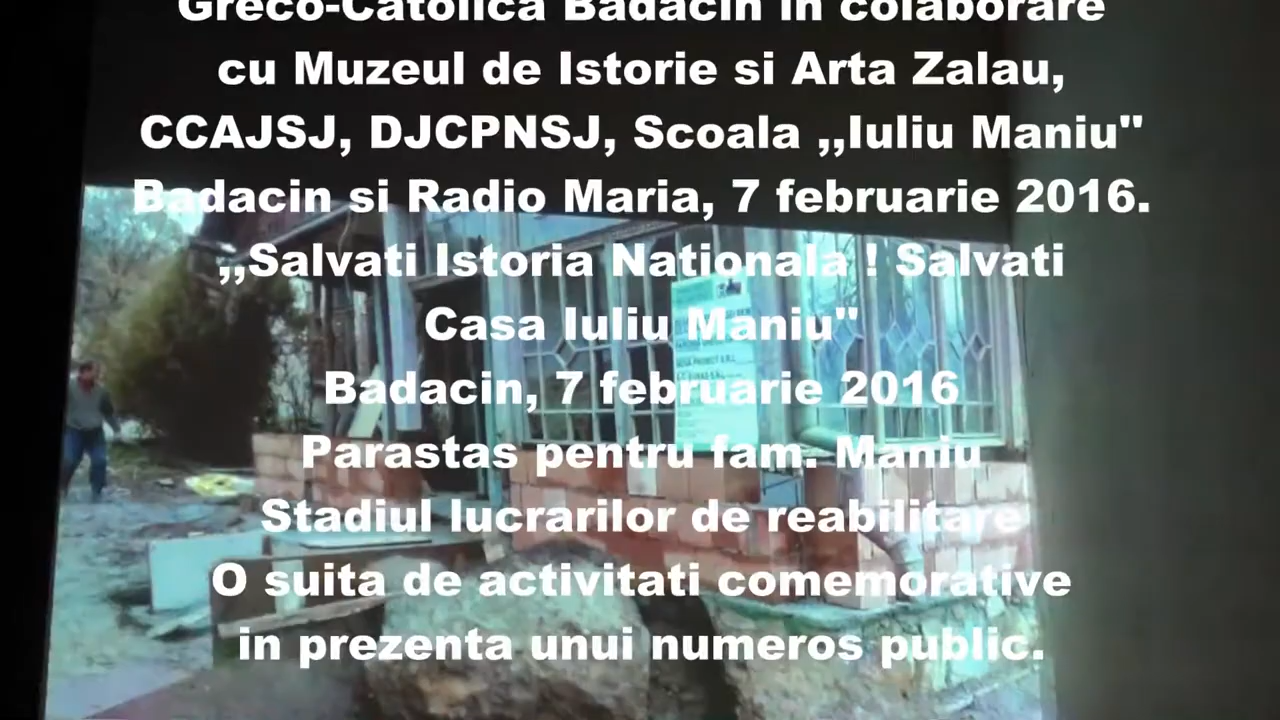 Greco-Catolica Badacin in colaborare
cu Muzeul de Istorie si Arta Zalau,
CCAJSJ, DJCPNSJ, Scoala ,,Iuliu Maniu"
Badacin si Radio Maria, 7 februarie 2016.
,,Salvati Istoria Nationala ! Salvati
Casa Iuliu Maniu"
Badacin, 7 februarie 2016
Parastas pentru fam. Maniu
Stadiul lucrarilor de reabilitare
O suita de activitati comemorative
in prezenta unui numeros public.